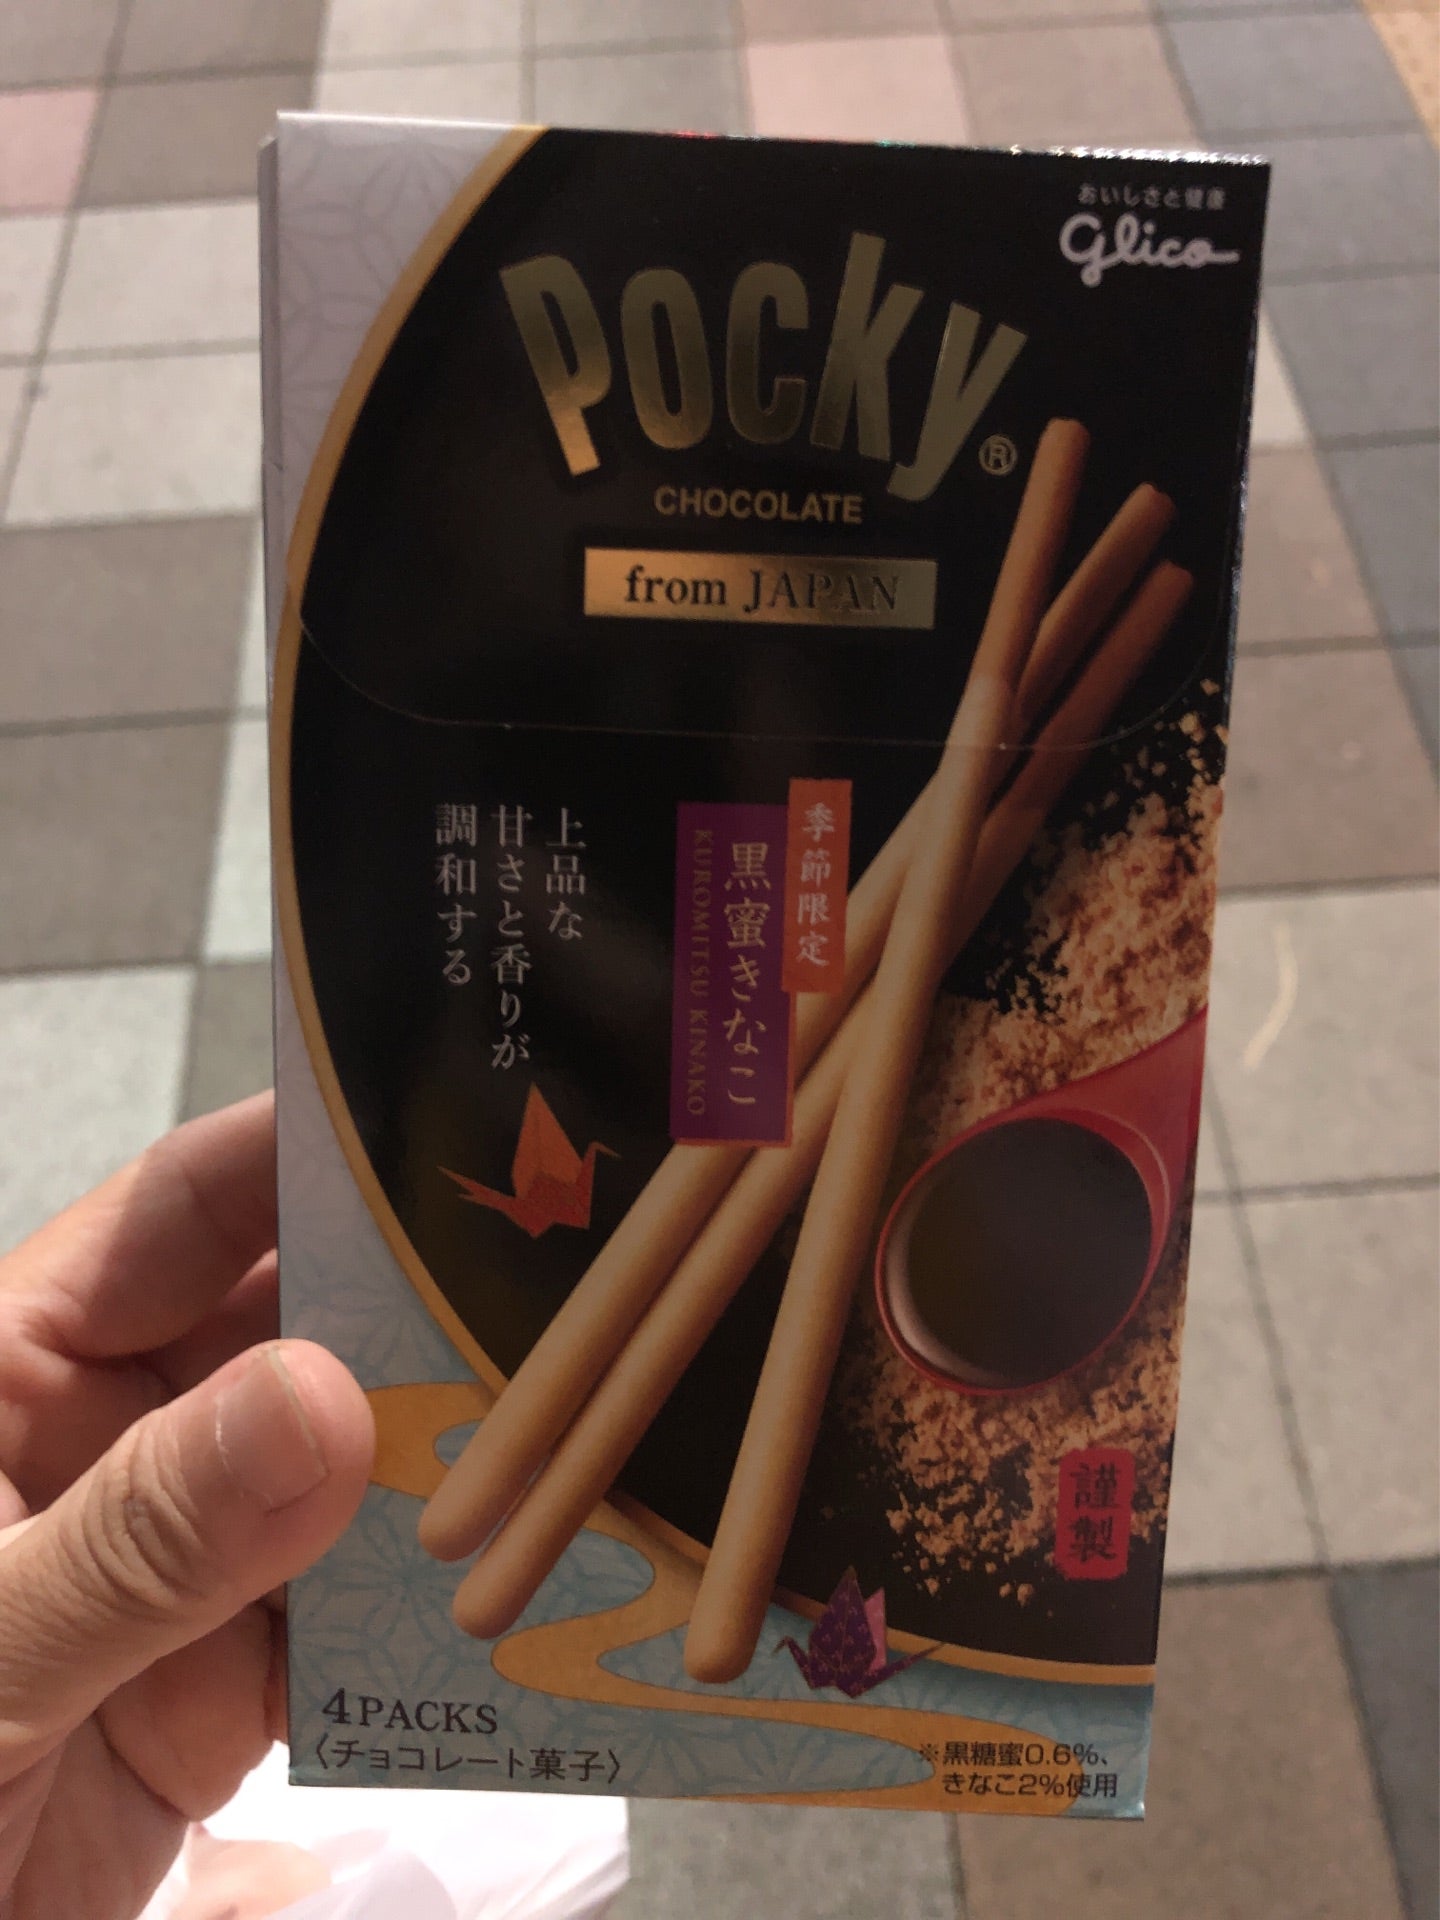 おいしさと健康
glico
Pocky®
CHOCOLATE
from JAPAN
季節限定
黒蜜きなこ
KUROMITSU KINAKO
上品な
甘さと香りが
調和する
謹製
4PACKS
〈チョコレート菓子〉
※黒糖蜜0.6%、
きなこ2%使用